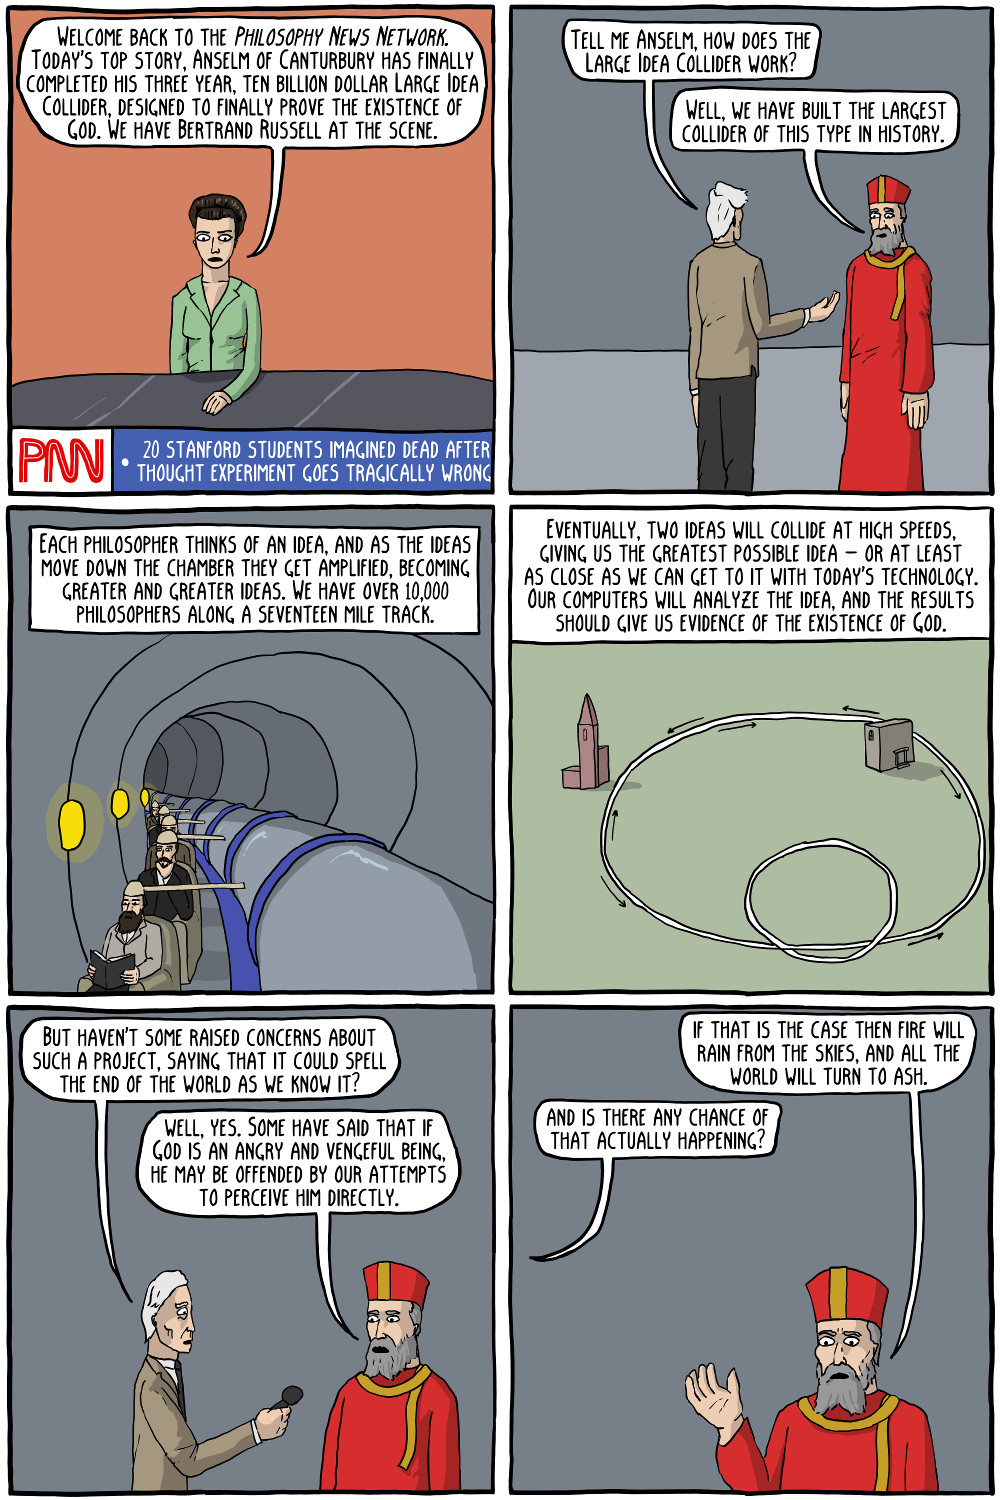 Welcome back to the Philosophy News Network.
Today's top story, Anselm of Canturbury has finally
completed his three year, ten billion dollar Large Idea
Collider, designed to finally prove the existence of
God. We have Bertrand Russell at the scene.
PNN
• 20 Stanford students imagined dead after
thought experiment goes tragically wrong
Tell me Anselm, how does the
Large Idea Collider work?
Well, we have built the largest
collider of this type in history.
Each philosopher thinks of an idea, and as the ideas
move down the chamber they get amplified, becoming
greater and greater ideas. We have over 10,000
philosophers along a seventeen mile track.
Eventually, two ideas will collide at high speeds,
giving us the greatest possible idea – or at least
as close as we can get to it with today's technology.
Our computers will analyze the idea, and the results
should give us evidence of the existence of God.
But haven't some raised concerns about
such a project, saying that it could spell
the end of the world as we know it?
Well, yes. Some have said that if
God is an angry and vengeful being,
he may be offended by our attempts
to perceive him directly.
If that is the case then fire will
rain from the skies, and all the
world will turn to ash.
And is there any chance of
that actually happening?